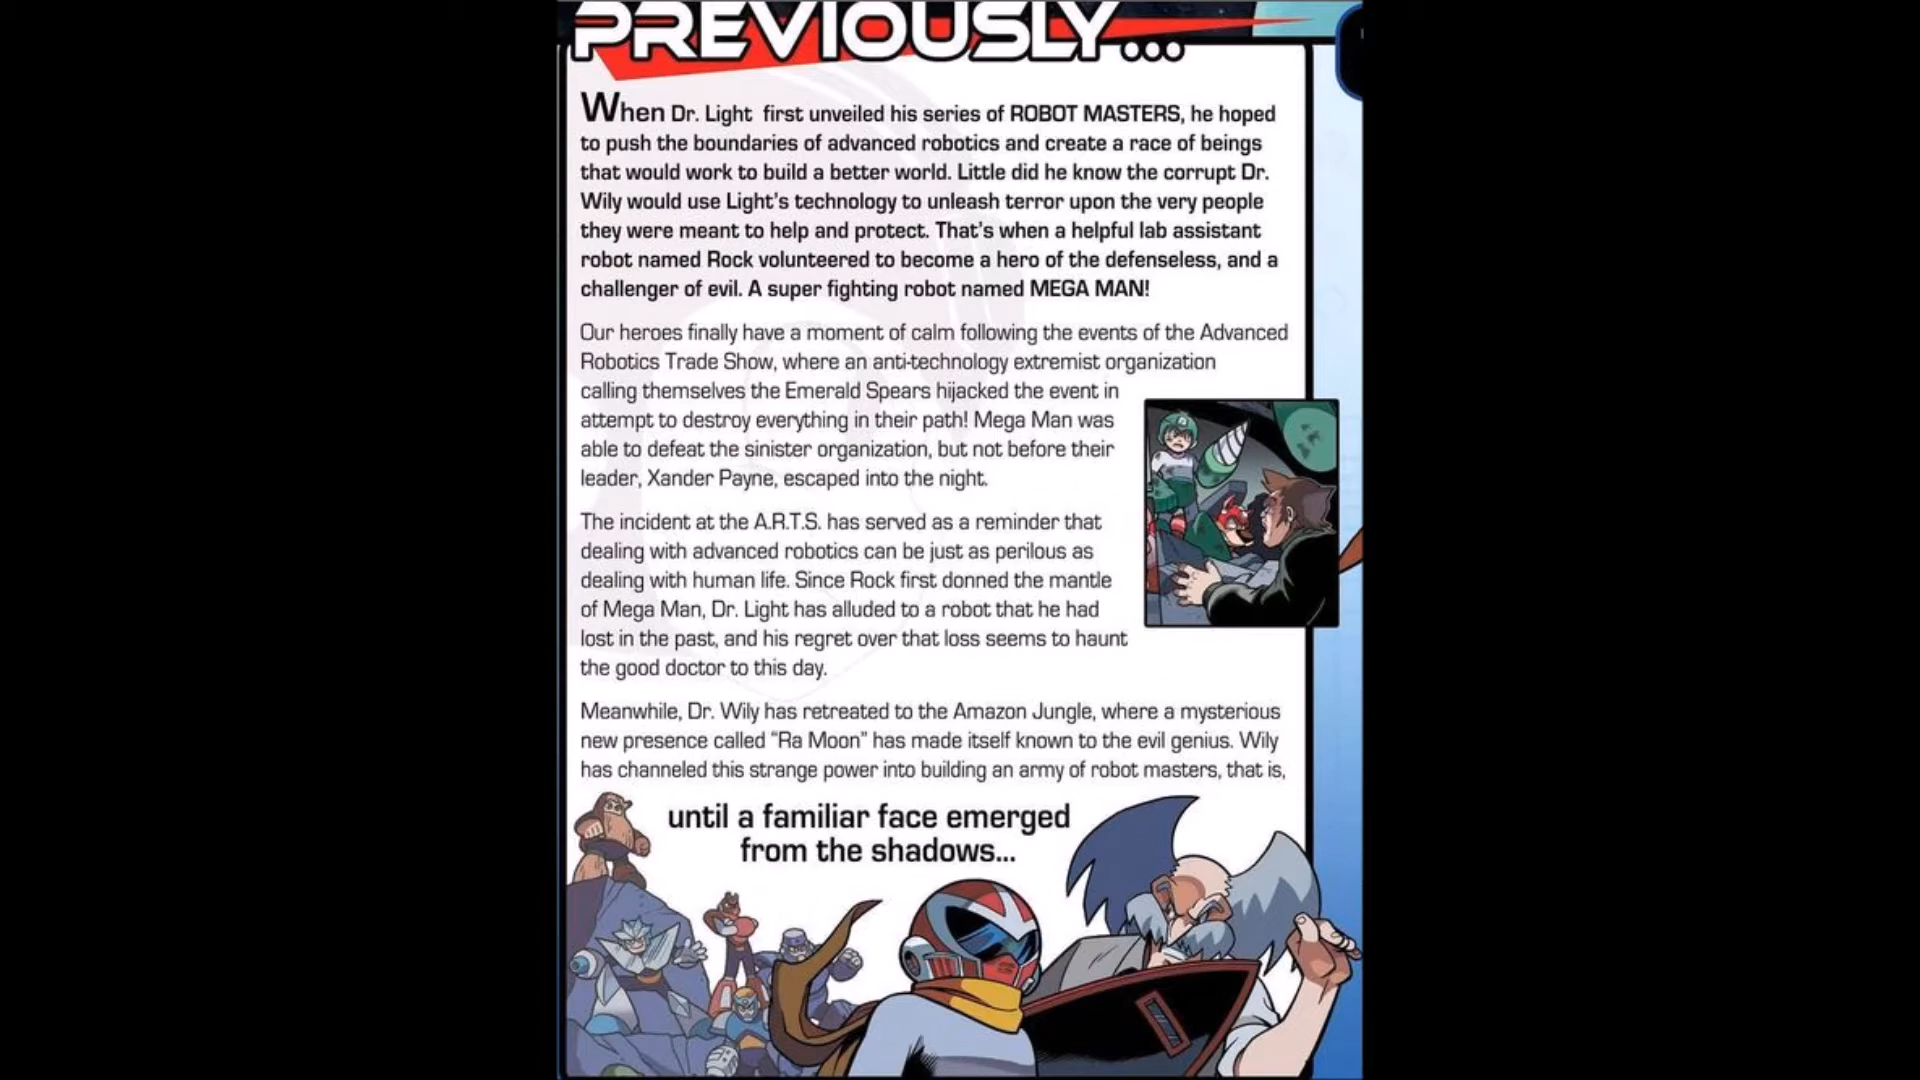 PREVIOUSLY...
When Dr. Light first unveiled his series of ROBOT MASTERS, he hoped
to push the boundaries of advanced robotics and create a race of beings
that would work to build a better world. Little did he know the corrupt Dr.
Wily would use Light's technology to unleash terror upon the very people
they were meant to help and protect. That's when a helpful lab assistant
robot named Rock volunteered to become a hero of the defenseless, and a
challenger of evil. A super fighting robot named MEGA MAN!
Our heroes finally have a moment of calm following the events of the Advanced
Robotics Trade Show, where an anti-technology extremist organization
calling themselves the Emerald Spears hijacked the event in
attempt to destroy everything in their path! Mega Man was
able to defeat the sinister organization, but not before their
leader, Xander Payne, escaped into the night.
The incident at the A.R.T.S. has served as a reminder that
dealing with advanced robotics can be just as perilous as
dealing with human life. Since Rock first donned the mantle
of Mega Man, Dr. Light has alluded to a robot that he had
lost in the past, and his regret over that loss seems to haunt
the good doctor to this day.
Meanwhile, Dr. Wily has retreated to the Amazon Jungle, where a mysterious
new presence called "Ra Moon" has made itself known to the evil genius. Wily
has channeled this strange power into building an army of robot masters, that is,
until a familiar face emerged
from the shadows...